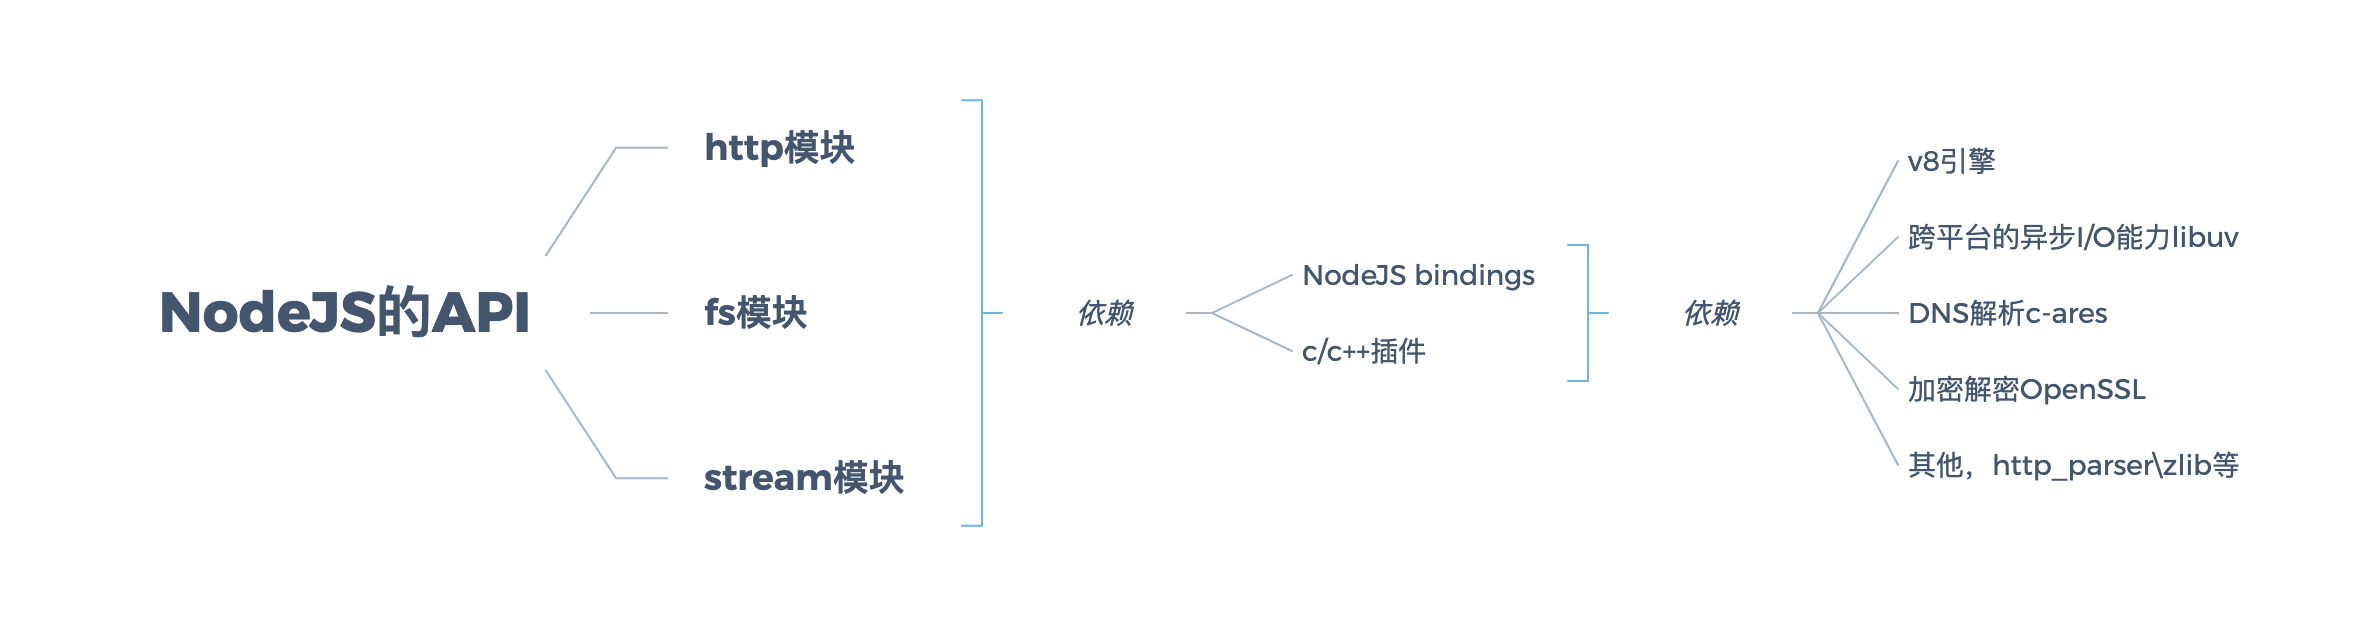 NodeJS的API
http模块
fs模块
stream模块
依赖
NodeJS bindings
c/c++插件
依赖
v8引擎
跨平台的异步I/O能力libuv
DNS解析c-ares
加密解密OpenSSL
其他，http_parser\zlib等